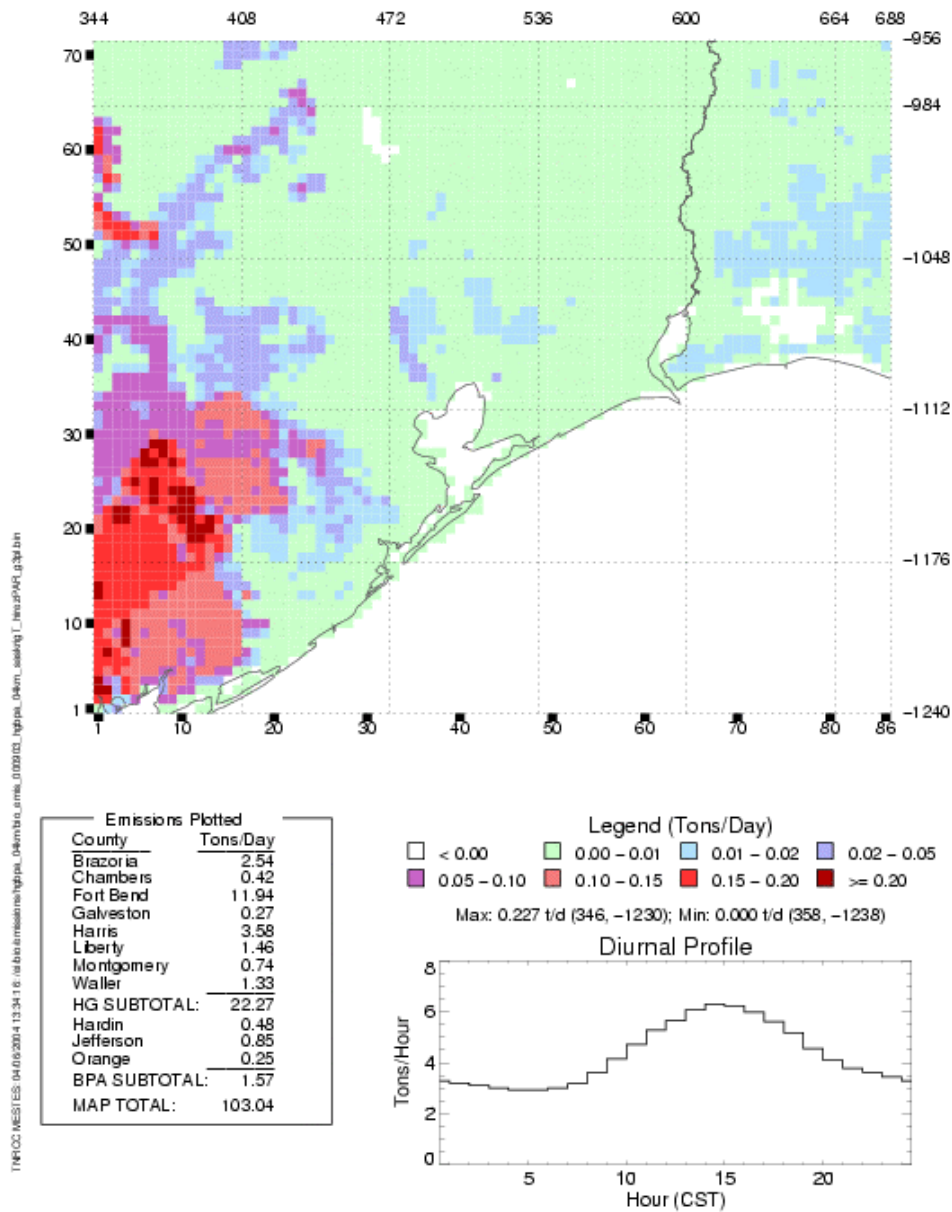 344 408 472 536 600 664 688
70
60
50
40
30
20
10
1
-956
-984
-1048
-1112
-1176
-1240
1 10 20 30 40 50 60 70 80 86
Emissions Plotted
County Tons/Day
Brazoria 2.54
Chambers 0.42
Fort Bend 11.94
Galveston 0.27
Harris 3.58
Liberty 1.46
Montgomery 0.74
Waller 1.33
HG SUBTOTAL: 22.27
Hardin 0.48
Jefferson 0.85
Orange 0.25
BPA SUBTOTAL: 1.57
MAP TOTAL: 103.04
Legend (Tons/Day)
< 0.00 0.00 - 0.01 0.01 - 0.02 0.02 - 0.05
0.05 - 0.10 0.10 - 0.15 0.15 - 0.20 >= 0.20
Max: 0.227 t/d (346, -1230); Min: 0.000 t/d (358, -1238)
Diurnal Profile
8
6
4
2
0
Tons/Hour
5 10 15 20
Hour (CST)